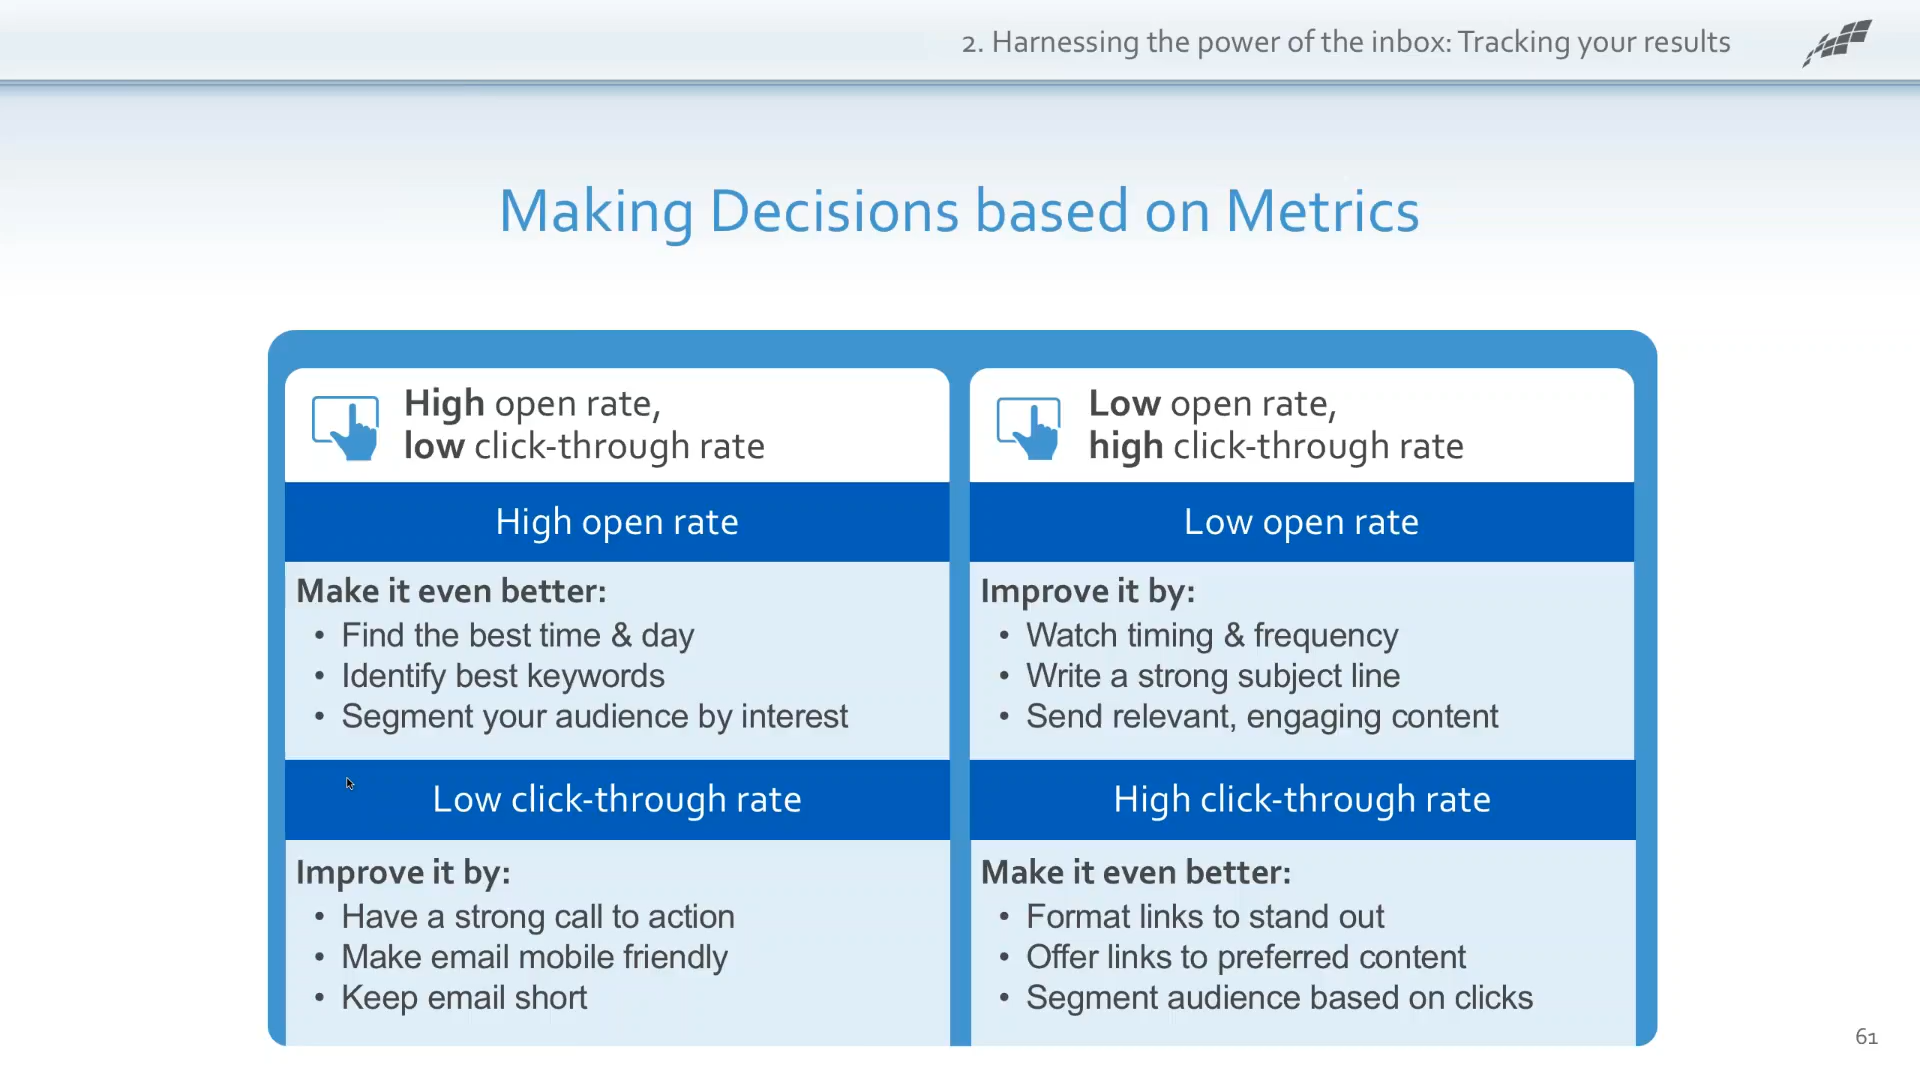 2. Harnessing the power of the inbox: Tracking your results
Making Decisions based on Metrics
High open rate,
low click-through rate
High open rate
Make it even better:
• Find the best time & day
• Identify best keywords
• Segment your audience by interest
Low click-through rate
Improve it by:
• Have a strong call to action
• Make email mobile friendly
• Keep email short
Low open rate,
high click-through rate
Low open rate
Improve it by:
• Watch timing & frequency
• Write a strong subject line
• Send relevant, engaging content
High click-through rate
Make it even better:
• Format links to stand out
• Offer links to preferred content
• Segment audience based on clicks
61